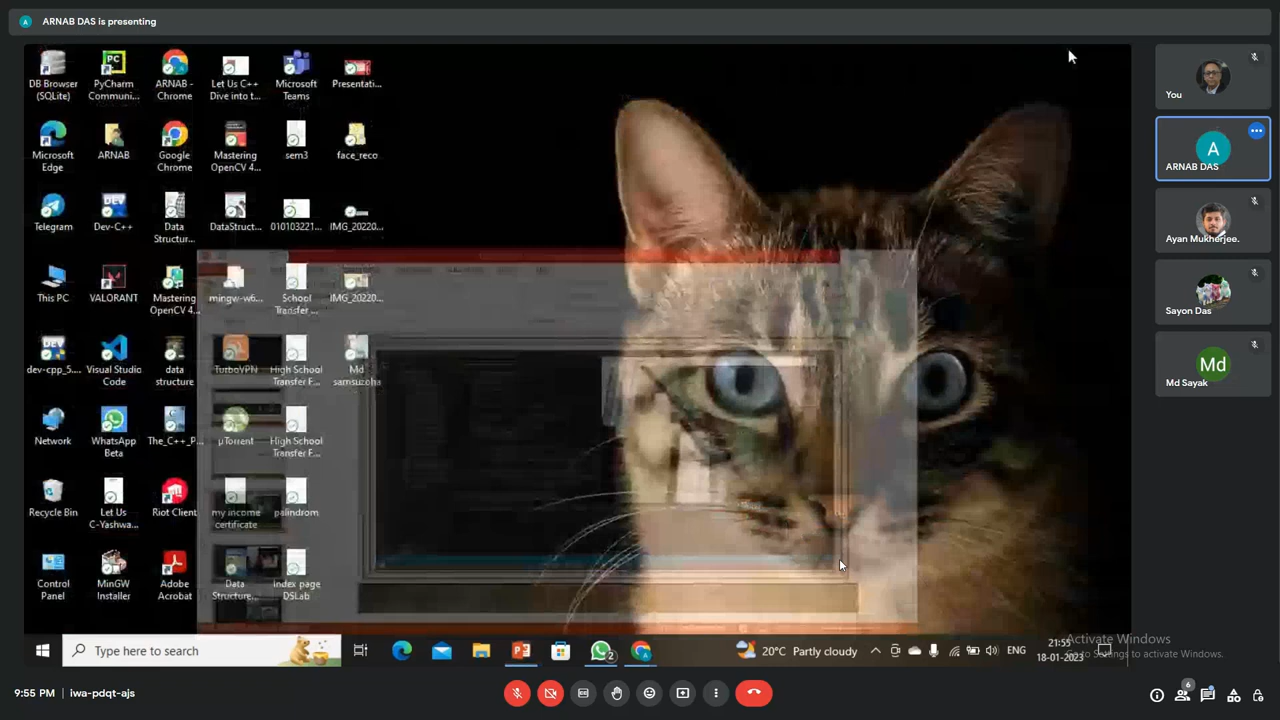 ARNAB DAS is presenting
DB Browser
(SQLite)
PyCharm
Communi...
ARNAB -
Chrome
Let Us C++
Dive into t...
Microsoft
Teams
Presentati...
Microsoft
Edge
ARNAB
Google
Chrome
Mastering
OpenCV 4...
sem3
face_reco
Telegram
Dev-C++
Data
Structur...
DataStruct...
010103221...
IMG_20220...
This PC
VALORANT
Mastering
OpenCV 4...
mingw-w6...
School
Transfer ...
IMG_20220...
dev-cpp_5....
Visual Studio
Code
data
structure
TurboVPN
High School
Transfer F...
Md
samsuzoha
Network
WhatsApp
Beta
The_C++_P...
µTorrent
High School
Transfer F...
Recycle Bin
Let Us
C-Yashwa...
Riot Client
my income
certificate
palindrom
Control
Panel
MinGW
Installer
Adobe
Acrobat
Data
Structure...
index page
DSLab
You
A
ARNAB DAS
Ayan Mukherjee.
Sayon Das
Md
Md Sayak
Type here to search
2
20°C Partly cloudy
ENG
21:55
18-01-2023
Activate Windows
Go to Settings to activate Windows.
9:55 PM | iwa-pdqt-ajs
6